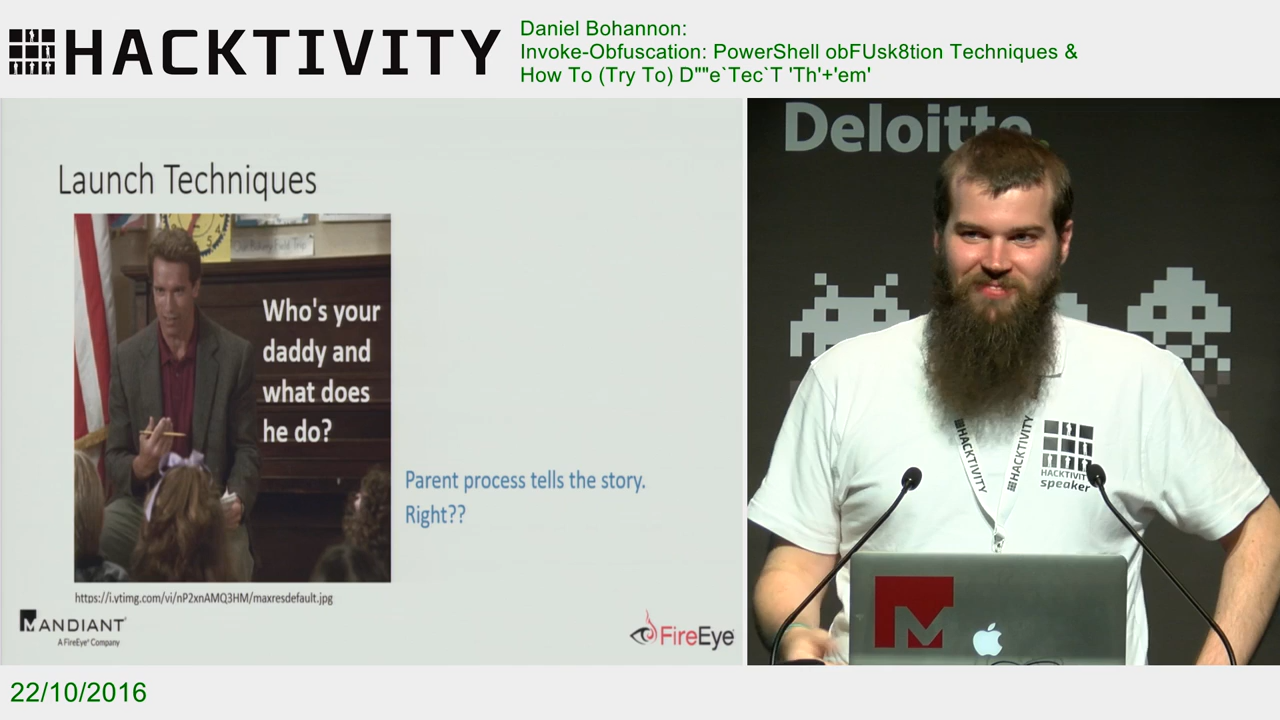 HACKTIVITY
Daniel Bohannon:
Invoke-Obfuscation: PowerShell obFUsk8tion Techniques &
How To (Try To) D""e`Tec`T 'Th'+'em'
Launch Techniques
Who's your
daddy and
what does
he do?
Parent process tells the story.
Right??
https://i.ytimg.com/vi/nP2xnAMQ3HM/maxresdefault.jpg
MANDIANT
A FireEye® Company
FireEye
Deloitte
HACKTIVITY
HACKTIVITY
HACKTIVITY
speaker
M
22/10/2016